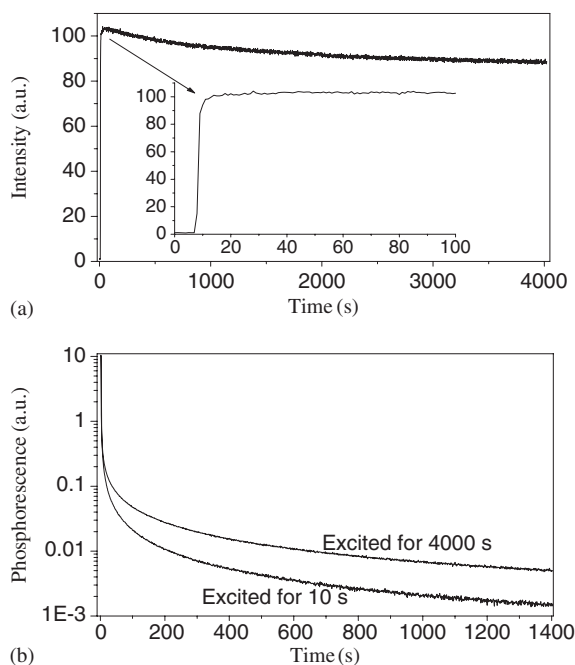 100
80
60
40
20
0
Intensity (a.u.)
100
80
60
40
20
0
0 20 40 60 80 100
0 1000 2000 3000 4000
Time (s)
(a)
10
1
0.1
0.01
1E-3
Phosphorescence (a.u.)
Excited for 4000 s
Excited for 10 s
0 200 400 600 800 1000 1200 1400
Time (s)
(b)